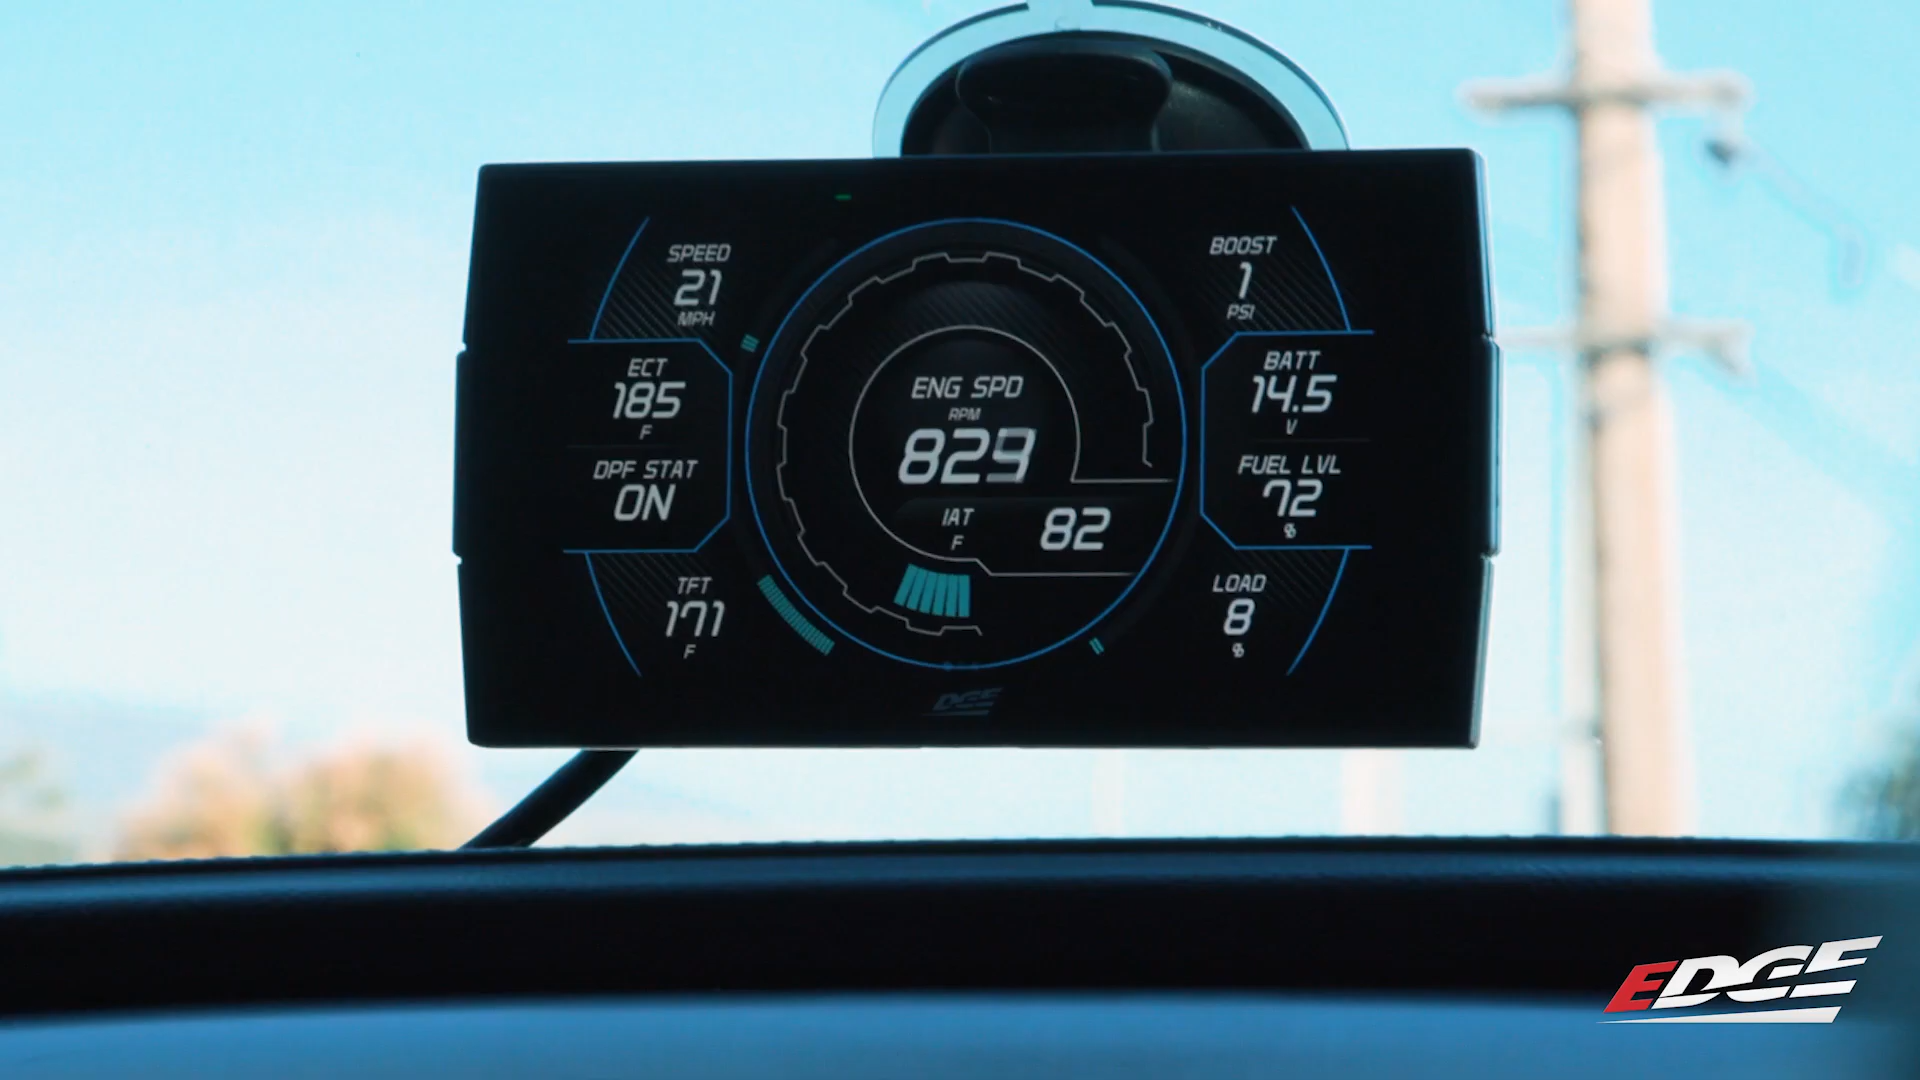 SPEED
21
MPH
ECT
185
F
DPF STAT
ON
TFT
171
F
ENG SPD
RPM
829
IAT
F
82
BOOST
1
PSI
BATT
14.5
V
FUEL LVL
72
%
LOAD
8
%
EDGE
EDGE